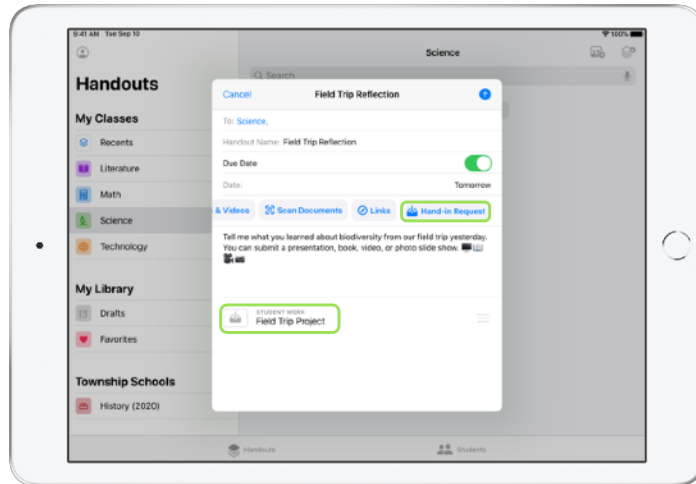 9:41 AM Tue Sep 10
100%
Science
Handouts
Search
My Classes
Recents
Literature
Math
Science
Technology
My Library
Drafts
Favorites
Township Schools
History (2020)
Cancel
Field Trip Reflection
To: Science,
Handout Name: Field Trip Reflection
Due Date
Date:
Tomorrow
& Videos
Scan Documents
Links
Hand-in Request
Tell me what you learned about biodiversity from our field trip yesterday.
You can submit a presentation, book, video, or photo slide show. 🖥️📖
📽️📸
STUDENT WORK
Field Trip Project
Handouts
Students